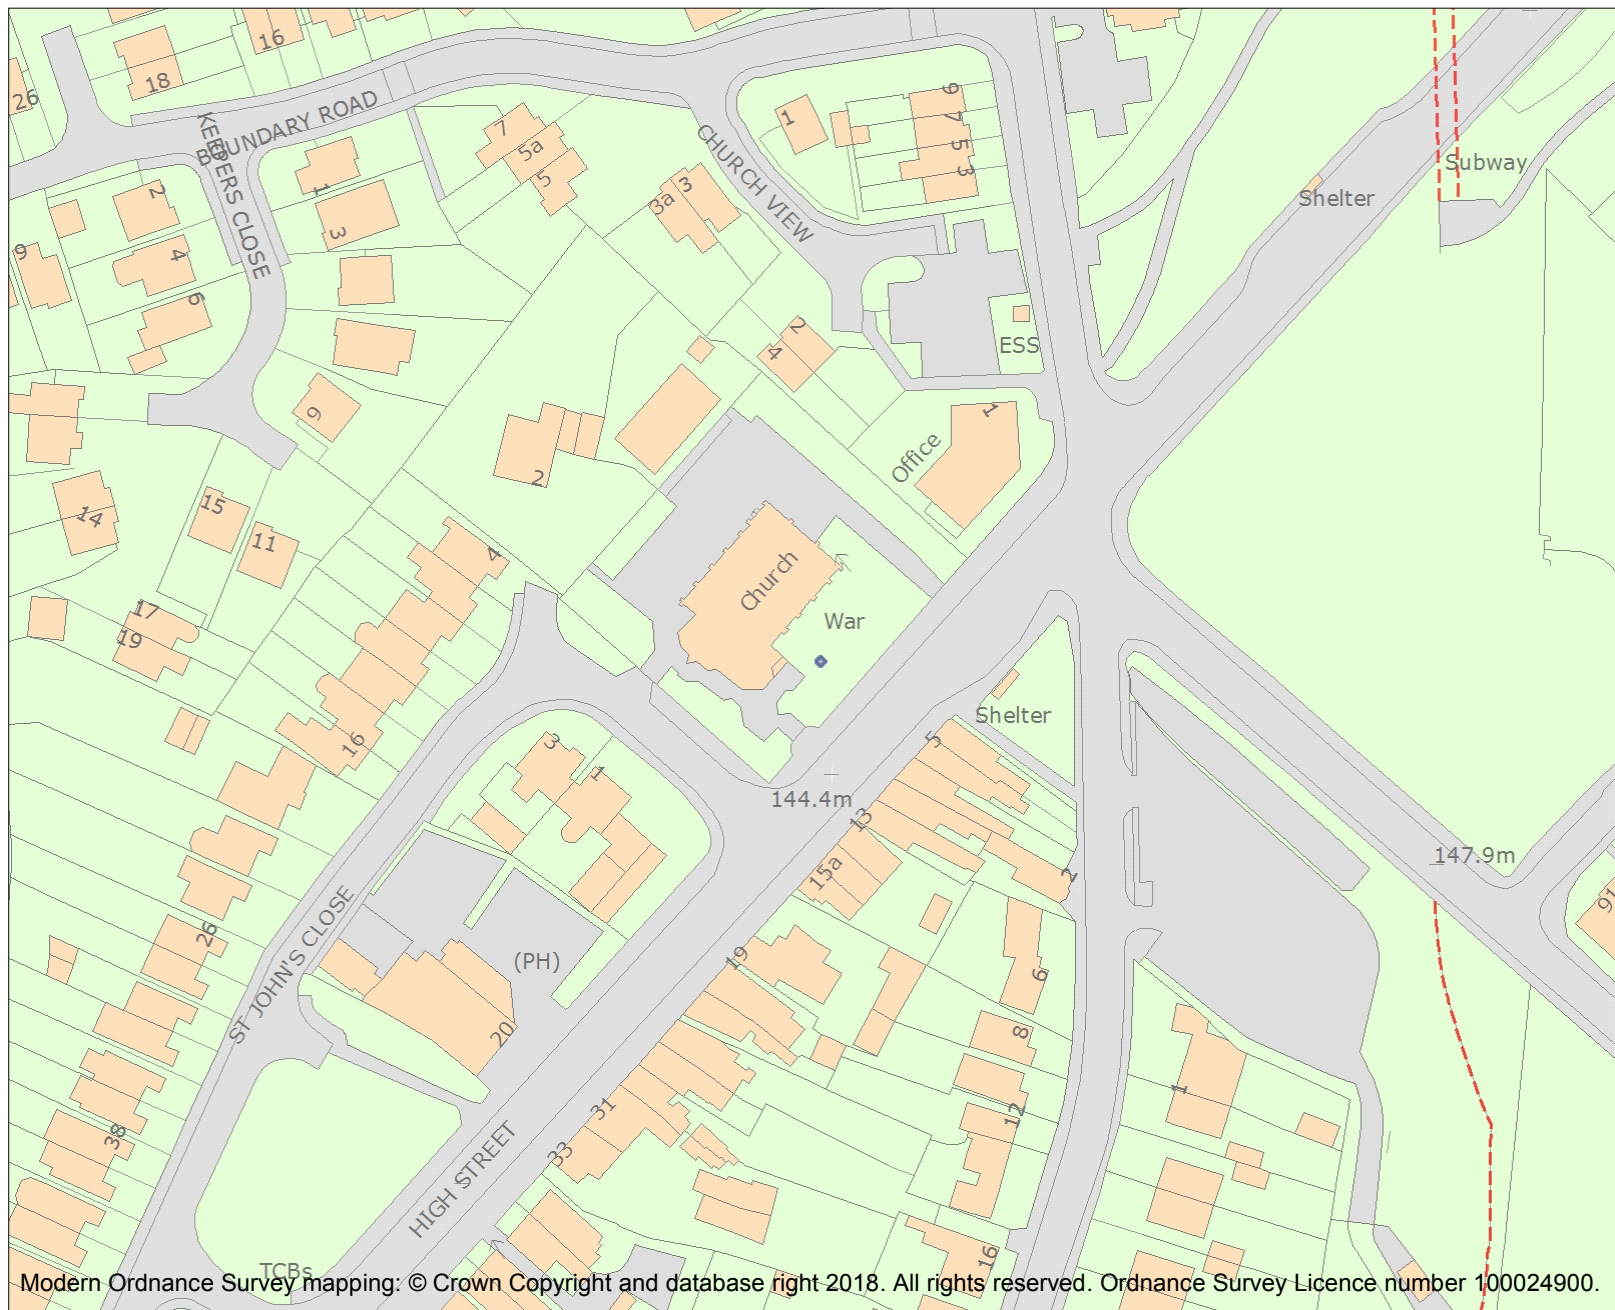 16
18
26
BOUNDARY ROAD
KEEPERS CLOSE
7
5a
5
1
CHURCH VIEW
9
7
5
3
Subway
Shelter
2
1
3
3a
3
4
9
6
2
4
ESS
9
1
Office
2
14
15
11
4
Church
War
17
19
16
3
1
Shelter
5
144.4m
13
15a
2
147.9m
91
26
ST JOHN'S CLOSE
(PH)
20
19
6
8
12
1
38
31
33
HIGH STREET
16
TCBs
Modern Ordnance Survey mapping: © Crown Copyright and database right 2018. All rights reserved. Ordnance Survey Licence number 100024900.